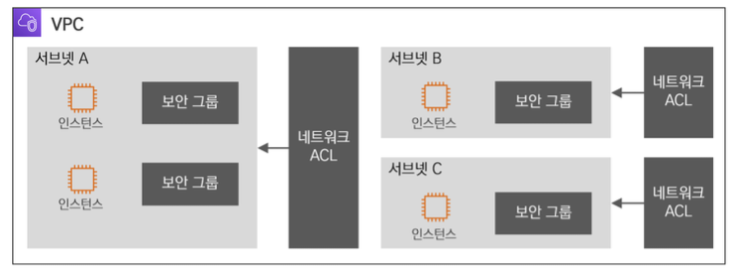 VPC
서브넷 A
인스턴스
보안 그룹
인스턴스
보안 그룹
네트워크
ACL
서브넷 B
인스턴스
보안 그룹
네트워크
ACL
서브넷 C
인스턴스
보안 그룹
네트워크
ACL